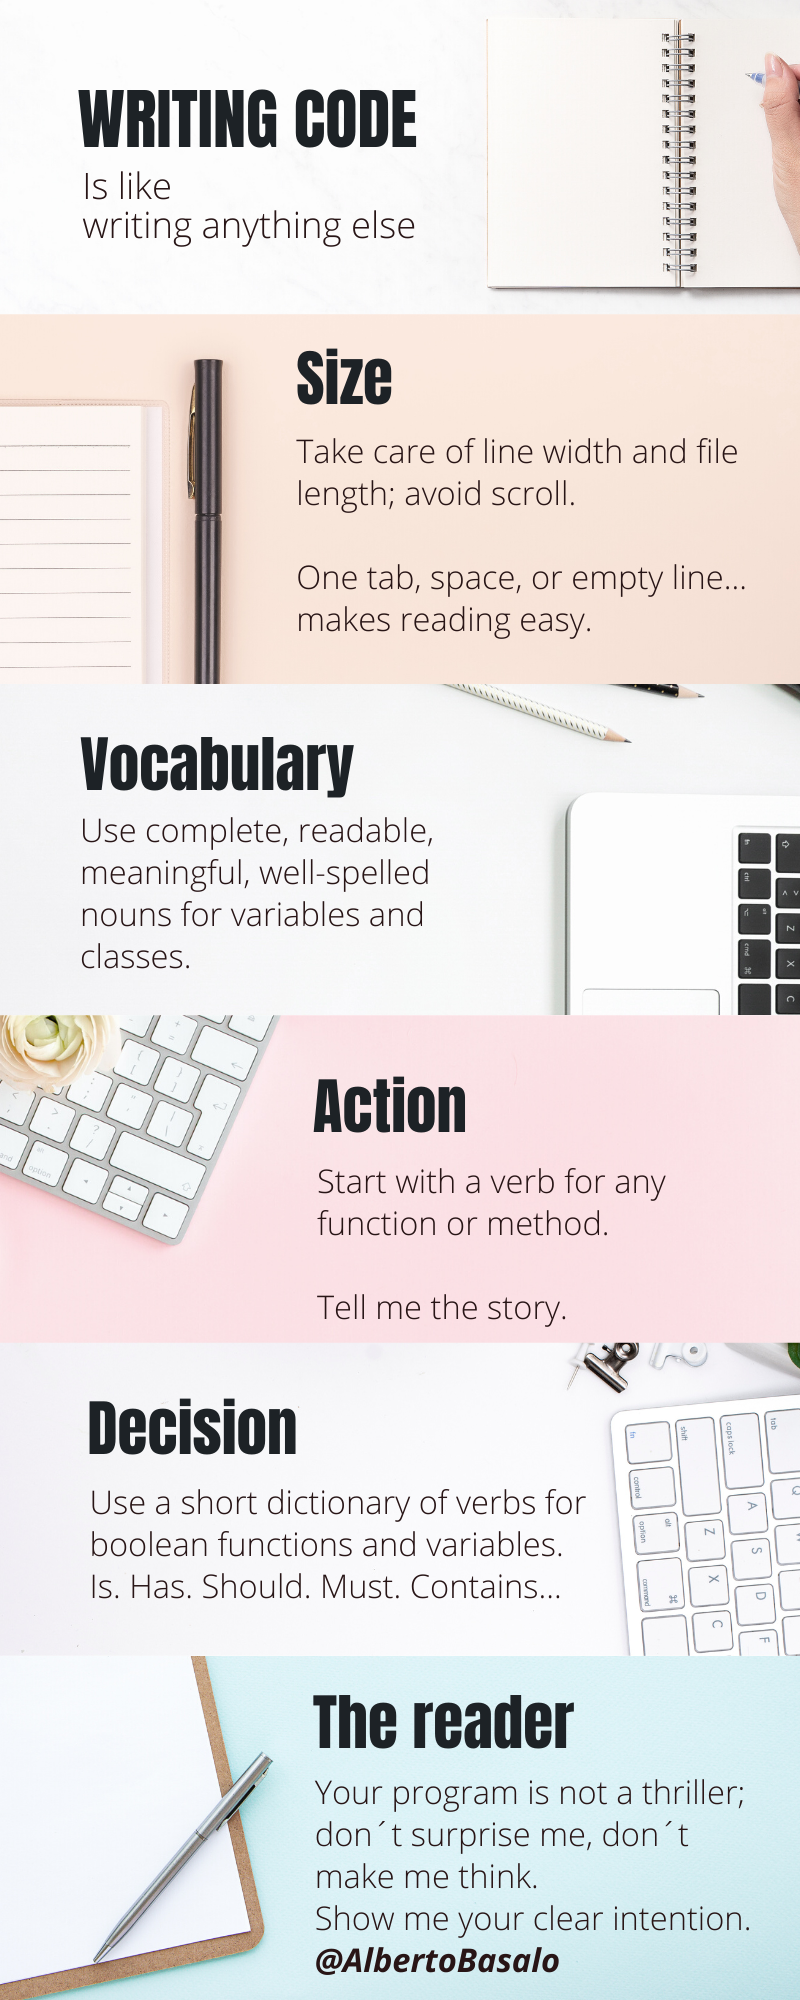 WRITING CODE
Is like
writing anything else
Size
Take care of line width and file
length; avoid scroll.
One tab, space, or empty line...
makes reading easy.
Vocabulary
Use complete, readable,
meaningful, well-spelled
nouns for variables and
classes.
Action
Start with a verb for any
function or method.
Tell me the story.
Decision
Use a short dictionary of verbs for
boolean functions and variables.
Is. Has. Should. Must. Contains...
The reader
Your program is not a thriller;
don´t surprise me, don´t
make me think.
Show me your clear intention.
@AlbertoBasalo